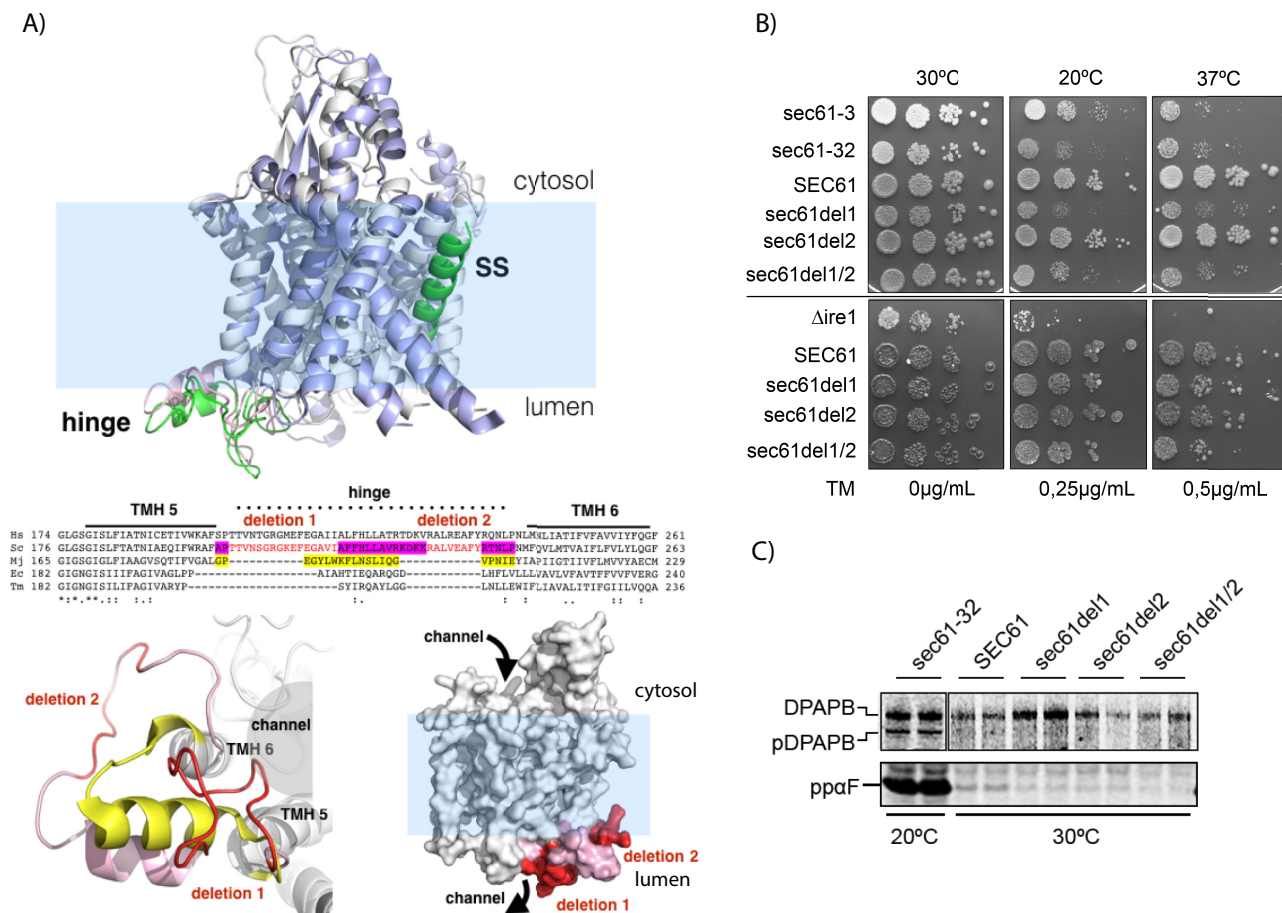 A)
cytosol
SS
hinge
lumen
hinge
TMH 5
deletion 1
deletion 2
TMH 6
Hs 174 GLGSGISLFIATNICETIVWKAFSPTTVNTGRGMEFEGAIIALFHLLATRTDKVRALREAFYRQNLPNLMNLIATIFVFAVVIYFQGF 261
Sc 176 GLGSGISLFTATNIAEQIFWRAFAPTTVNSGRGKEFEGAVIAFFHLLAVRKDKKRALVEAFYRTNLPNMFQVLMTVAIFLFVLYLQGF 263
Mj 165 GLGSGIGLFIAAGVSQTIFVGALGP-----------EGYLWKFLNSLIQG------------VPNIEYIAPIIGTIIVFLMVVYAECM 229
Ec 182 GIGNGISIIIFAGIVAGLPP------------------AIAHTIEQARQGD-----------LHFLVLLLVAVLVFAVTFFVVFVERG 240
Tm 182 GIGNGISILIFAGIVARYP----------------------SYIRQAYLGG-----------NLLEWIFLIAVALITIFGIILVQQA 236
*:*:**..:: :.: :. .. : :
deletion 2
channel
TMH 6
TMH 5
deletion 1
channel
cytosol
deletion 2
lumen
channel
deletion 1
B)
30ºC 20ºC 37ºC
sec61-3
sec61-32
SEC61
sec61del1
sec61del2
sec61del1/2
Δire1
SEC61
sec61del1
sec61del2
sec61del1/2
TM 0µg/mL 0,25µg/mL 0,5µg/mL
C)
sec61-32 SEC61 sec61del1 sec61del2 sec61del1/2
DPAPB
pDPAPB
ppαF
20ºC 30ºC